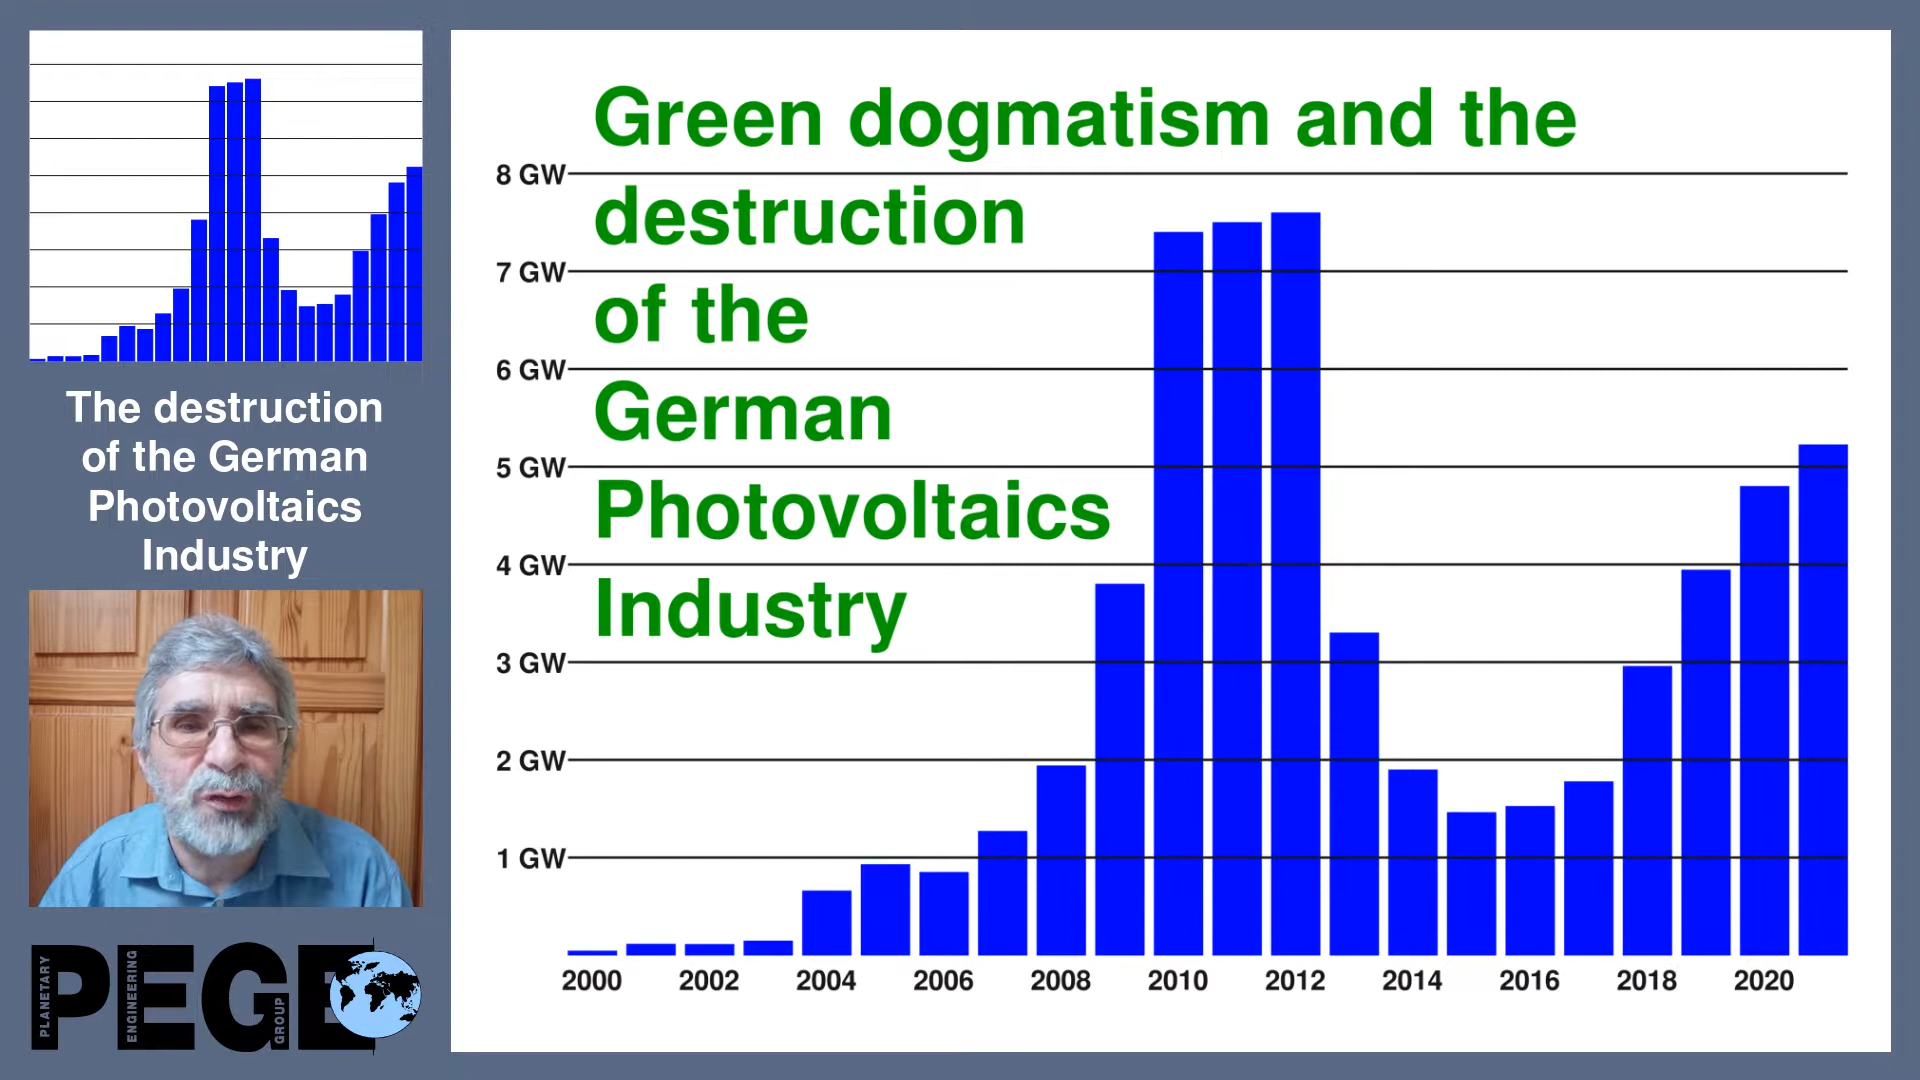 The destruction
of the German
Photovoltaics
Industry
PEGE
PLANETARY
ENGINEERING
GROUP
Green dogmatism and the
destruction
of the
German
Photovoltaics
Industry
8 GW
7 GW
6 GW
5 GW
4 GW
3 GW
2 GW
1 GW
2000 2002 2004 2006 2008 2010 2012 2014 2016 2018 2020